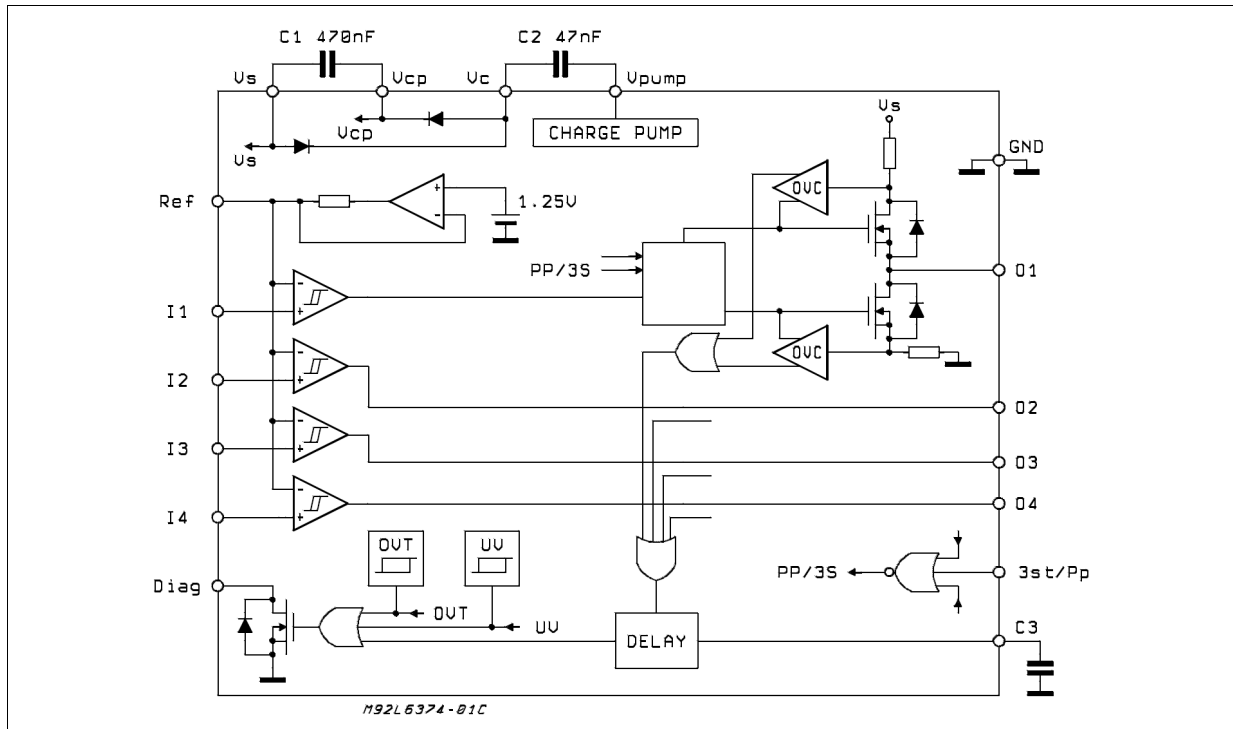 C1 470nF
C2 47nF
Vs
Vcp
Vc
Vpump
Vs
Vcp
CHARGE PUMP
Vs
GND
Ref
+
-
1.25V
OVC
PP/3S
O1
-
+
I1
OVC
-
+
I2
O2
-
+
I3
O3
-
+
I4
O4
OVT
UV
PP/3S
3st/Pp
Diag
OVT
UV
DELAY
C3
M92L6374-01C